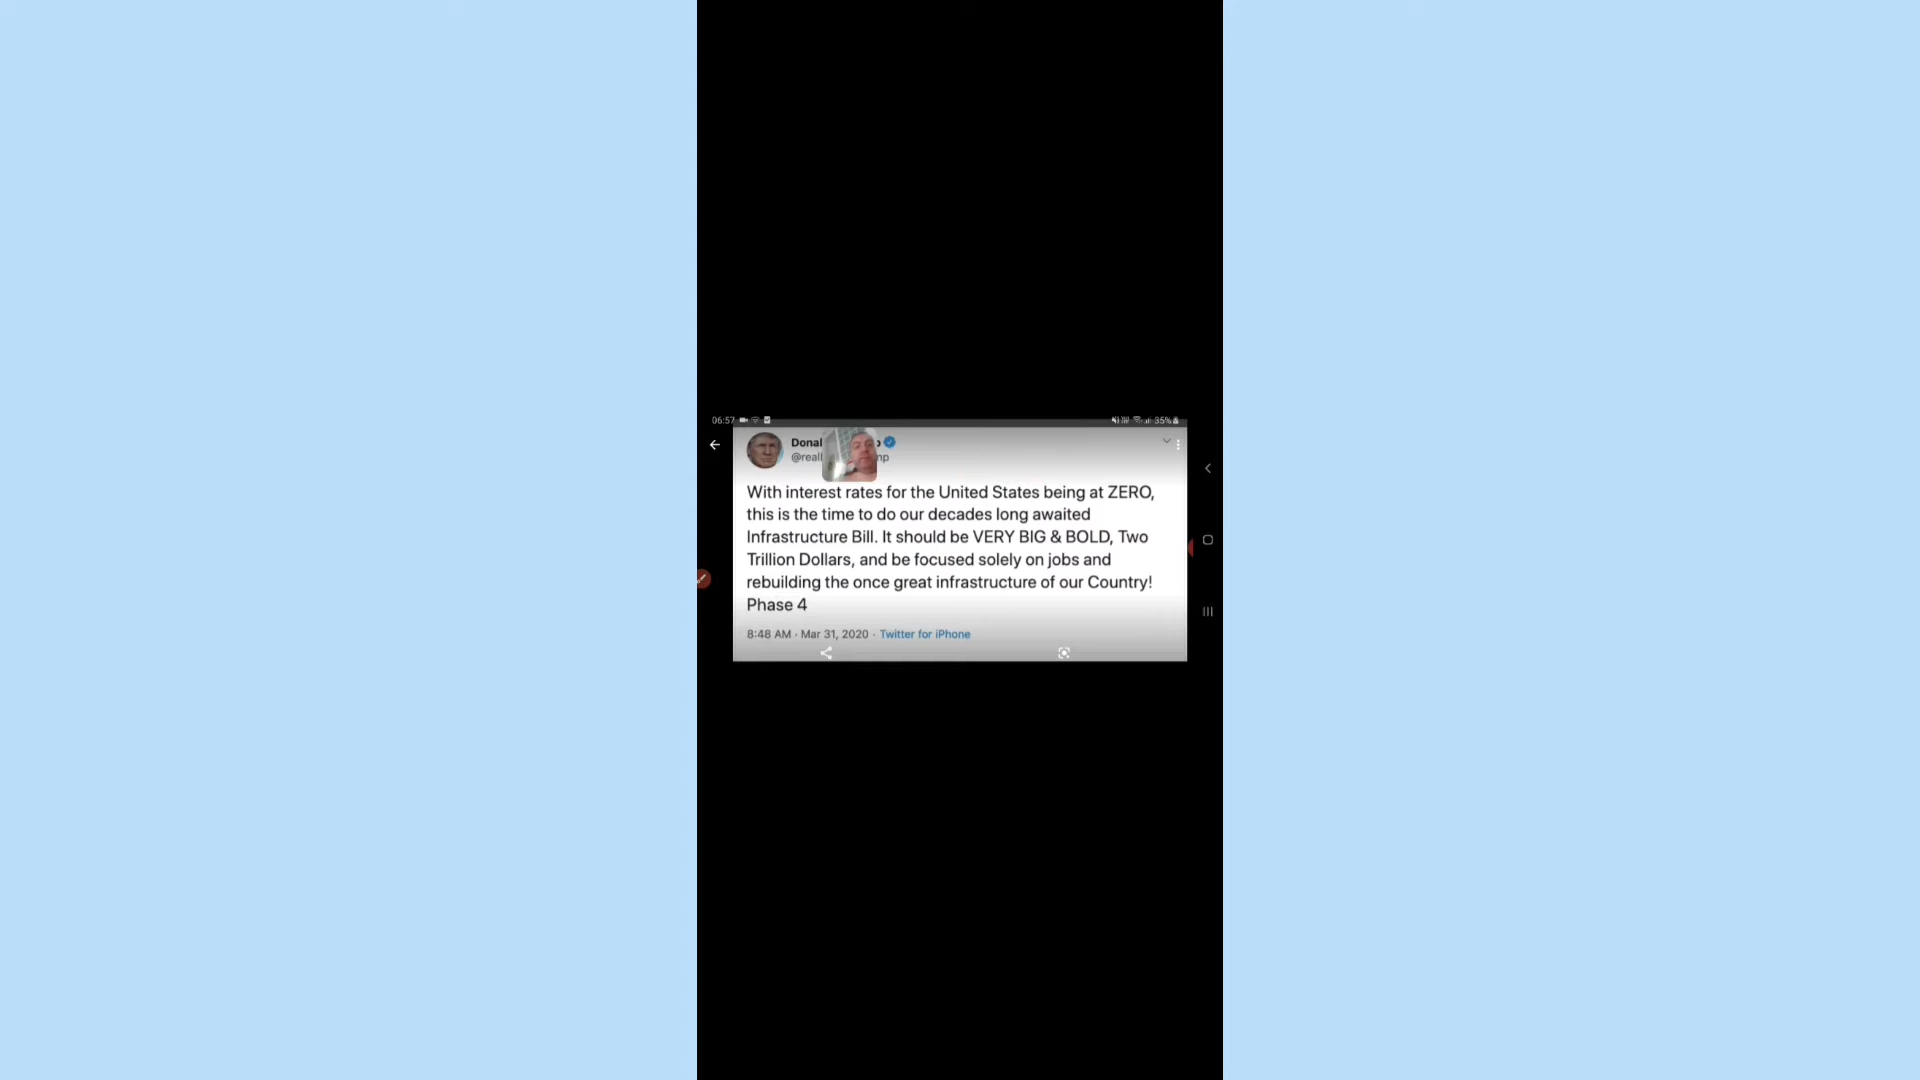 06:57 35%
Donal
@reall mp
With interest rates for the United States being at ZERO,
this is the time to do our decades long awaited
Infrastructure Bill. It should be VERY BIG & BOLD, Two
Trillion Dollars, and be focused solely on jobs and
rebuilding the once great infrastructure of our Country!
Phase 4
8:48 AM · Mar 31, 2020 · Twitter for iPhone